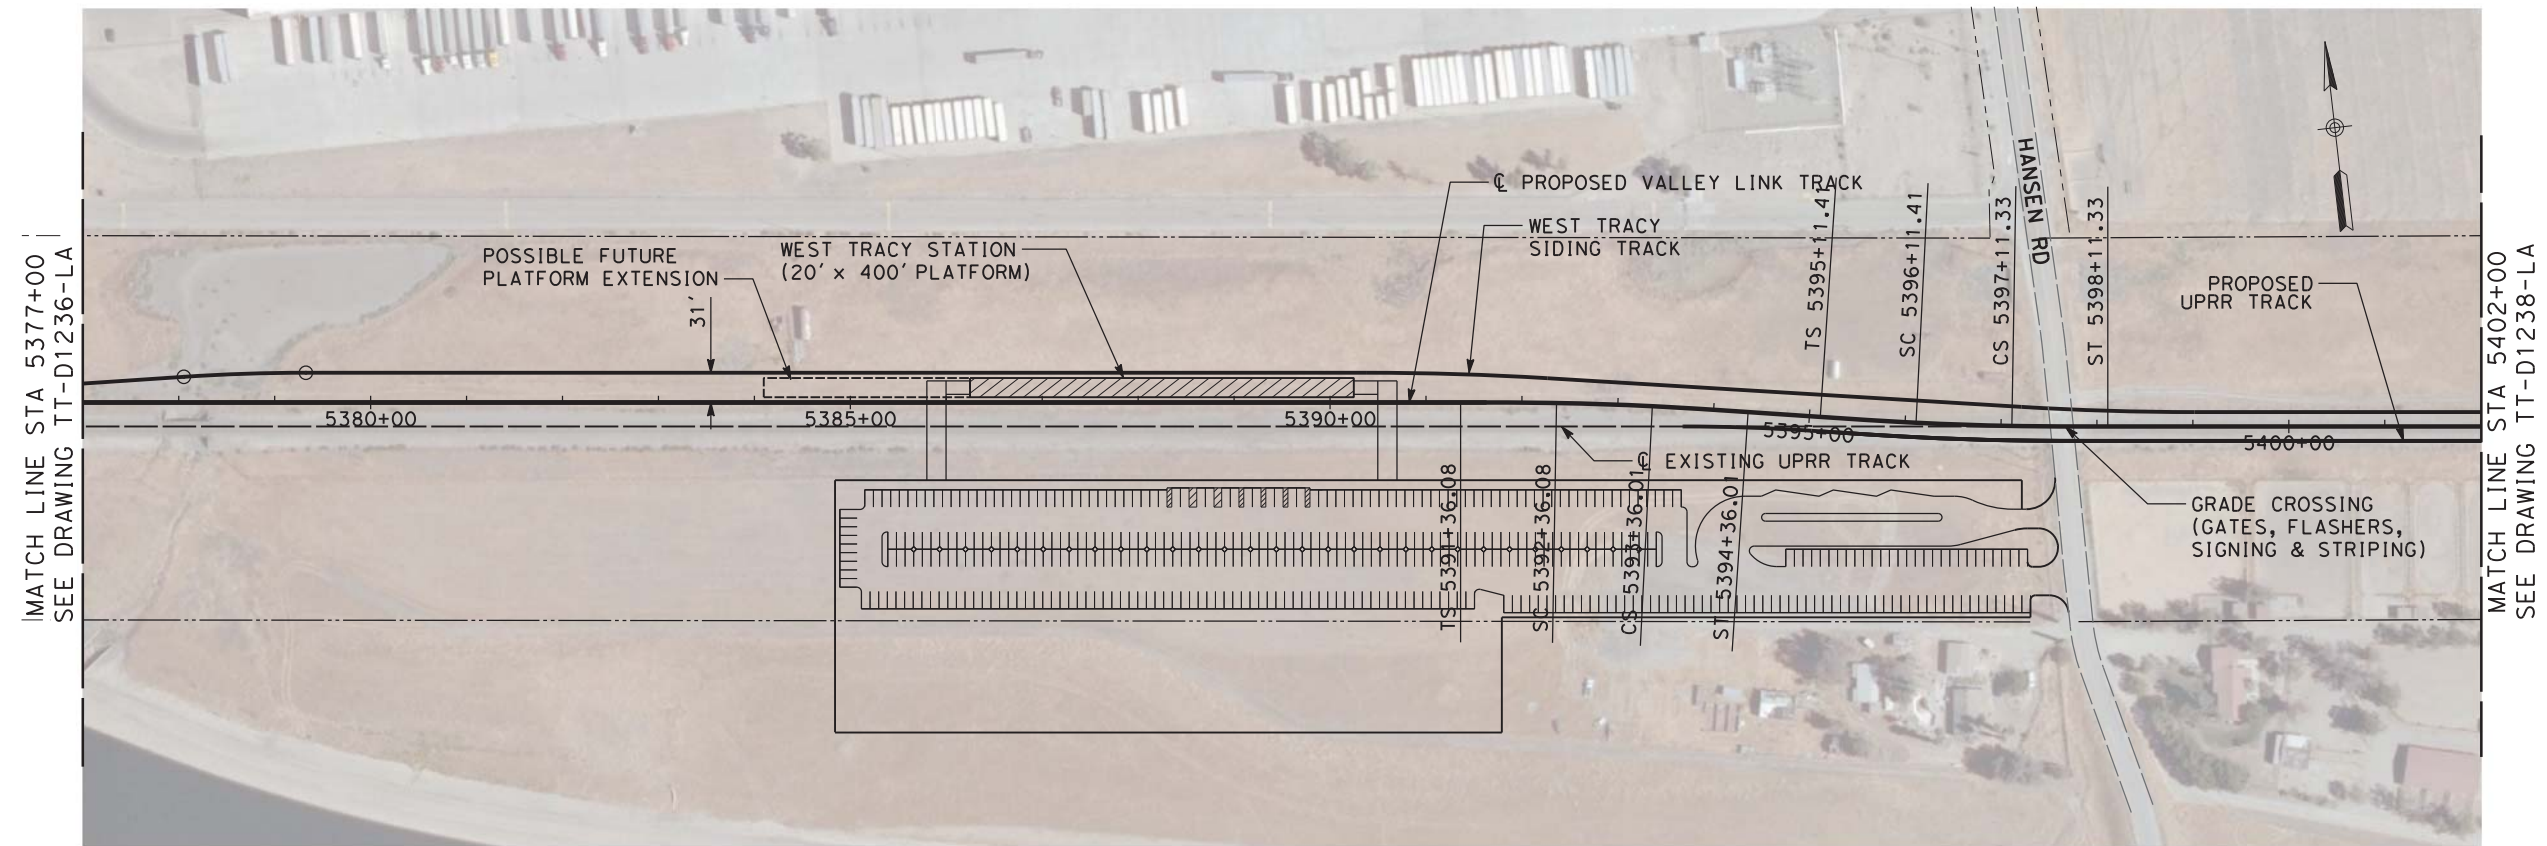 MATCH LINE STA 5377+00
SEE DRAWING TT-D1236-LA
POSSIBLE FUTURE
PLATFORM EXTENSION
WEST TRACY STATION
(20' x 400' PLATFORM)
31'
℄ PROPOSED VALLEY LINK TRACK
WEST TRACY
SIDING TRACK
TS 5395+11.41
SC 5396+11.41
CS 5397+11.33
HANSEN RD
ST 5398+11.33
PROPOSED
UPRR TRACK
5380+00
5385+00
5390+00
5395+00
5400+00
℄ EXISTING UPRR TRACK
TS 5391+36.08
SC 5392+36.08
CS 5393+36.01
ST 5394+36.01
GRADE CROSSING
(GATES, FLASHERS,
SIGNING & STRIPING)
MATCH LINE STA 5402+00
SEE DRAWING TT-D1238-LA